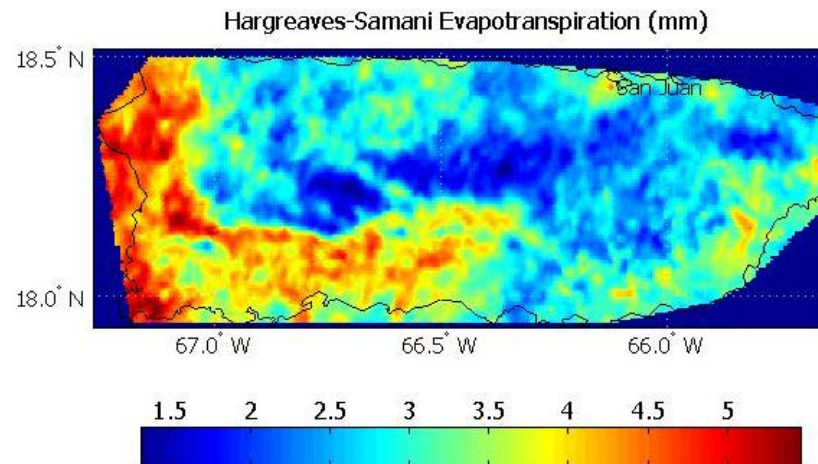 Hargreaves-Samani Evapotranspiration (mm)
18.5° N
San Juan
18.0° N
67.0° W 66.5° W 66.0° W
1.5 2 2.5 3 3.5 4 4.5 5